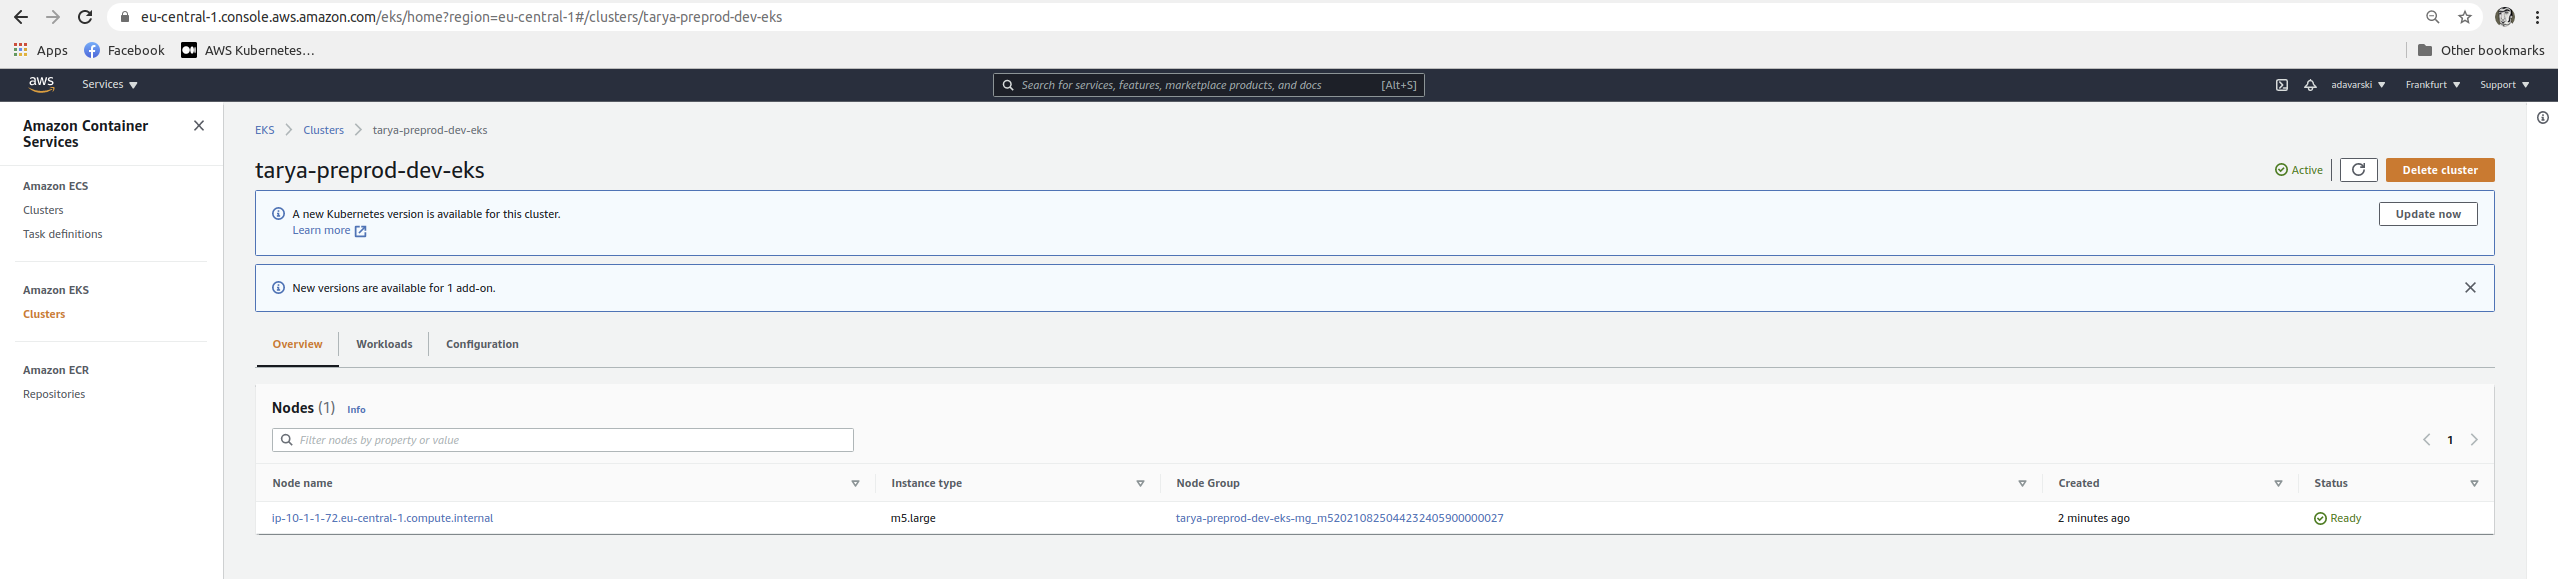 eu-central-1.console.aws.amazon.com/eks/home?region=eu-central-1#/clusters/tarya-preprod-dev-eks
Apps Facebook AWS Kubernetes... Other bookmarks
aws Services Search for services, features, marketplace products, and docs [Alt+S] adavarski Frankfurt Support
Amazon Container Services
Amazon ECS
Clusters
Task definitions
Amazon EKS
Clusters
Amazon ECR
Repositories
EKS Clusters tarya-preprod-dev-eks
tarya-preprod-dev-eks
Active Delete cluster
A new Kubernetes version is available for this cluster.
Learn more
Update now
New versions are available for 1 add-on.
Overview Workloads Configuration
Nodes (1) Info
Filter nodes by property or value
1
Node name Instance type Node Group Created Status
ip-10-1-1-72.eu-central-1.compute.internal m5.large tarya-preprod-dev-eks-mg_m520210825044232405900000027 2 minutes ago Ready